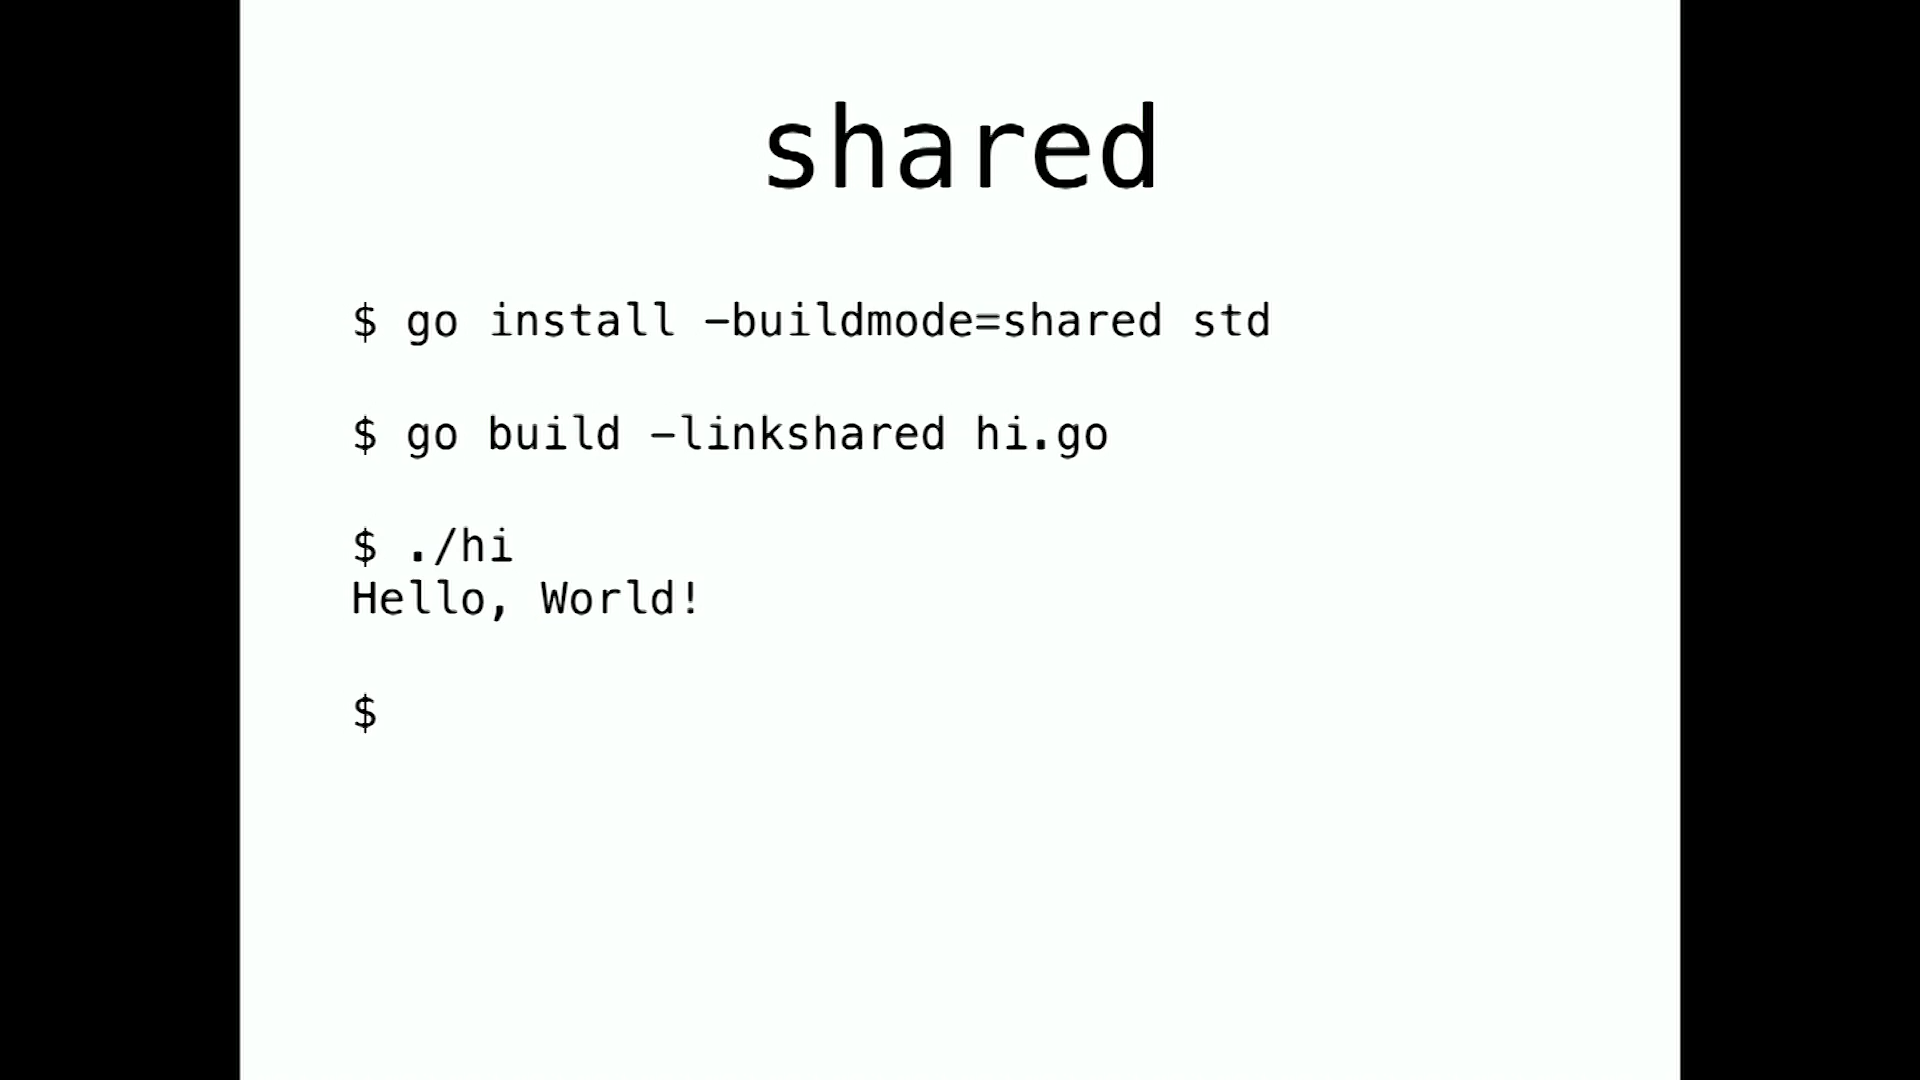 shared
$ go install -buildmode=shared std
$ go build -linkshared hi.go
$ ./hi
Hello, World!
$